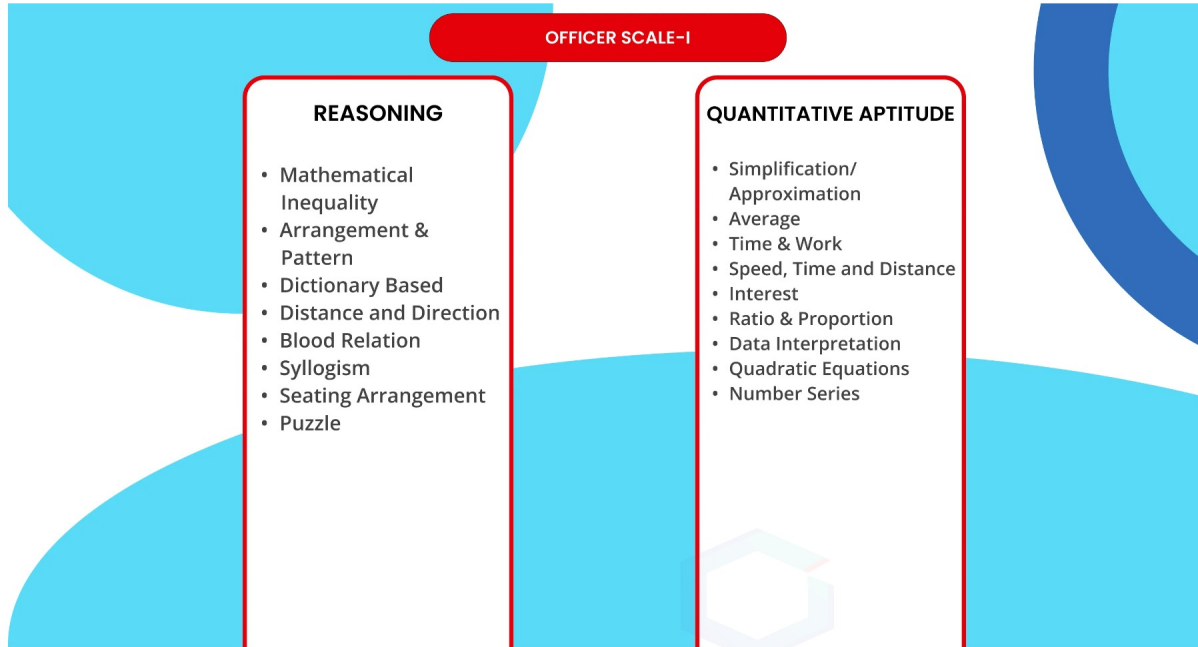 OFFICER SCALE-I
REASONING
• Mathematical
Inequality
• Arrangement &
Pattern
• Dictionary Based
• Distance and Direction
• Blood Relation
• Syllogism
• Seating Arrangement
• Puzzle
QUANTITATIVE APTITUDE
• Simplification/
Approximation
• Average
• Time & Work
• Speed, Time and Distance
• Interest
• Ratio & Proportion
• Data Interpretation
• Quadratic Equations
• Number Series